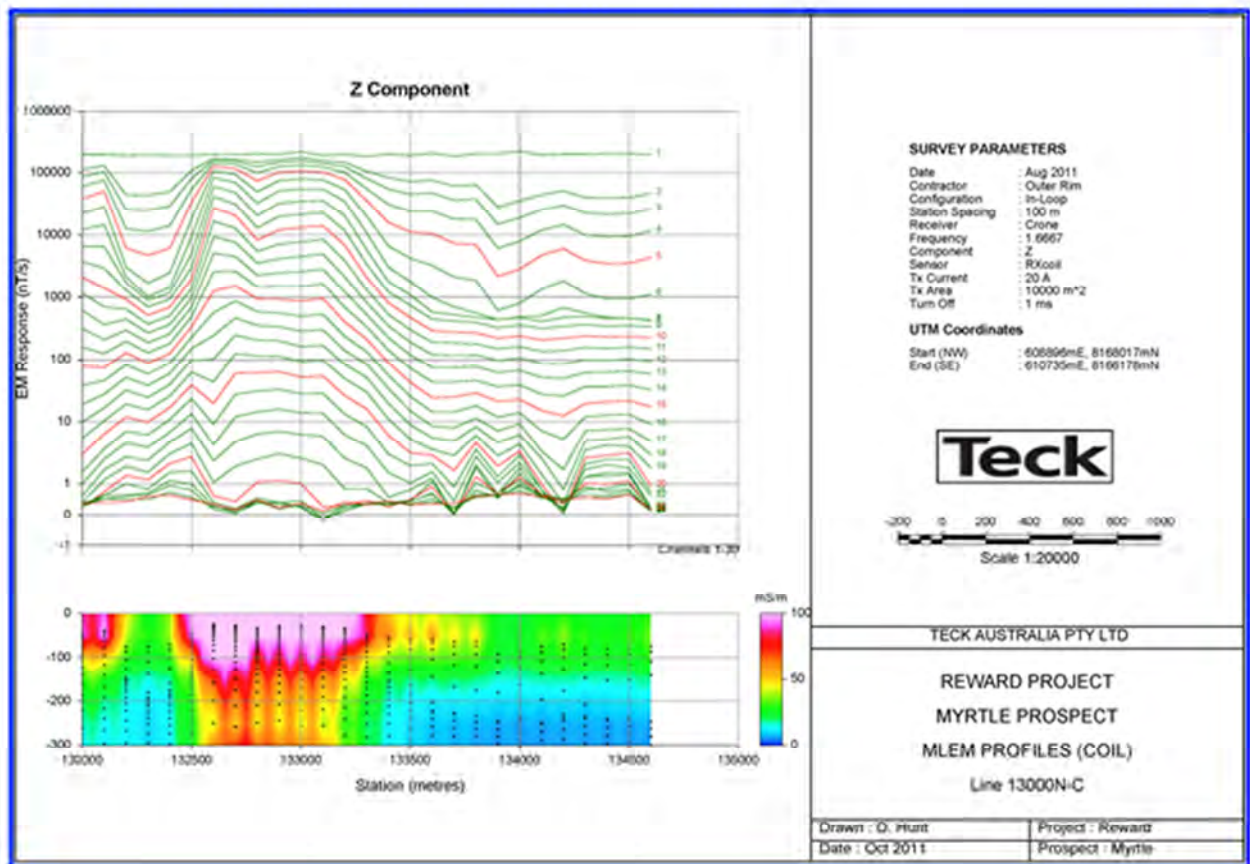 Z Component
1000000
100000
10000
1000
100
10
1
0
-1
EM Response (nT/s)
1
2
5
6
10
11
12
13
14
15
16
17
18
19
20
Channels 1-30
mS/m
0
-100
-200
-300
100
50
0
130000
132500
133000
133500
134000
134500
135000
Station (metres)
SURVEY PARAMETERS
Date : Aug 2011
Contractor : Outer Rim
Configuration : In-Loop
Station Spacing : 100 m
Receiver : Crone
Frequency : 1.6667
Component : Z
Sensor : RXcoil
Tx Current : 20 A
Tx Area : 10000 m^2
Turn Off : 1 ms
UTM Coordinates
Start (NW) : 606896mE, 8168017mN
End (SE) : 610735mE, 8166178mN
Teck
-200 0 200 400 600 800 1000
Scale 1:20000
TECK AUSTRALIA PTY LTD
REWARD PROJECT
MYRTLE PROSPECT
MLEM PROFILES (COIL)
Line 13000N-C
Drawn : D. Hunt
Project : Reward
Date : Oct 2011
Prospect : Myrtle